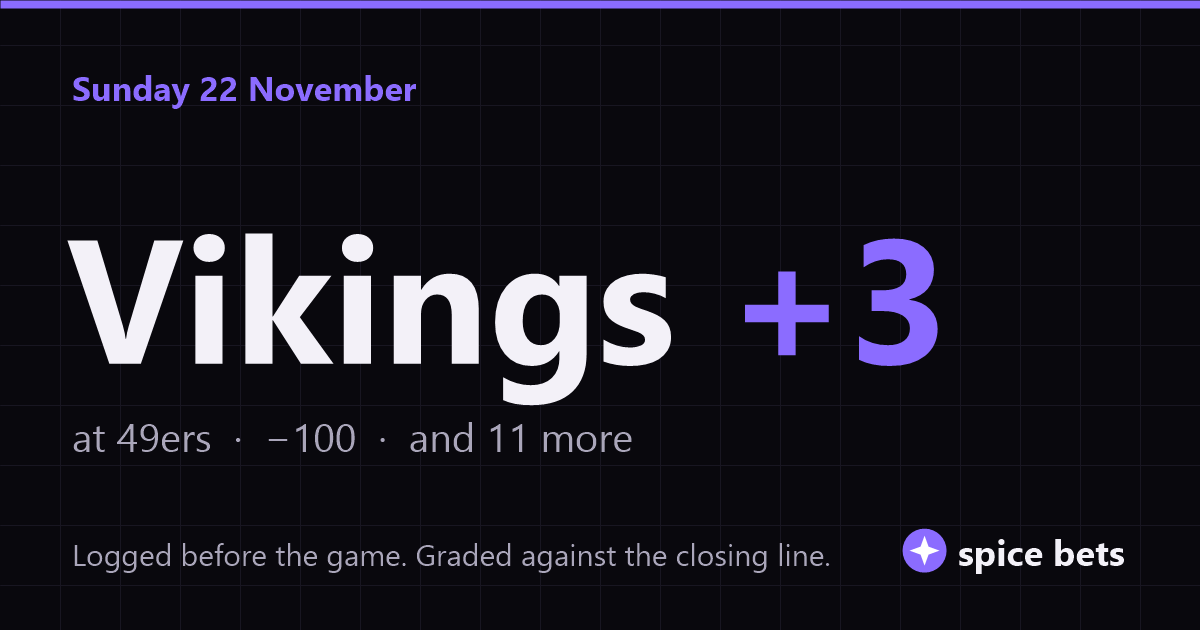 Sunday 22 November
Vikings +3
at 49ers · −100 · and 11 more
Logged before the game. Graded against the closing line.
spice bets